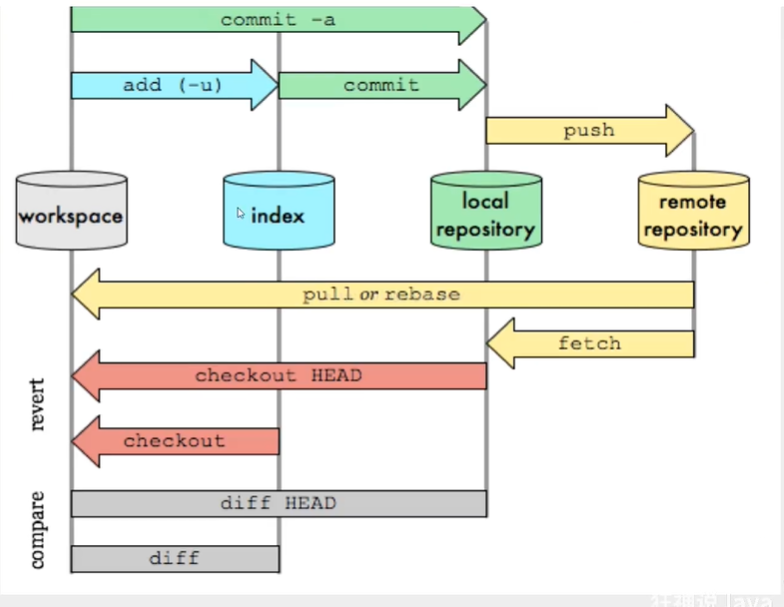 commit -a
add (-u)
commit
push
workspace
index
local
repository
remote
repository
pull or rebase
fetch
checkout HEAD
revert
checkout
diff HEAD
compare
diff